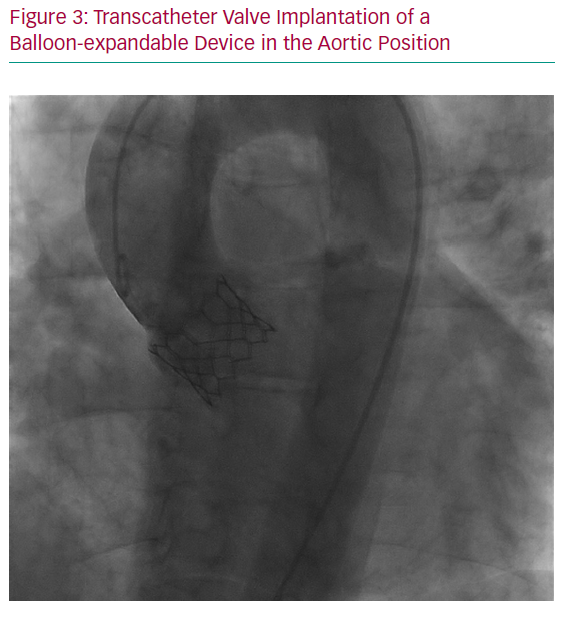 Figure 3: Transcatheter Valve Implantation of a
Balloon-expandable Device in the Aortic Position